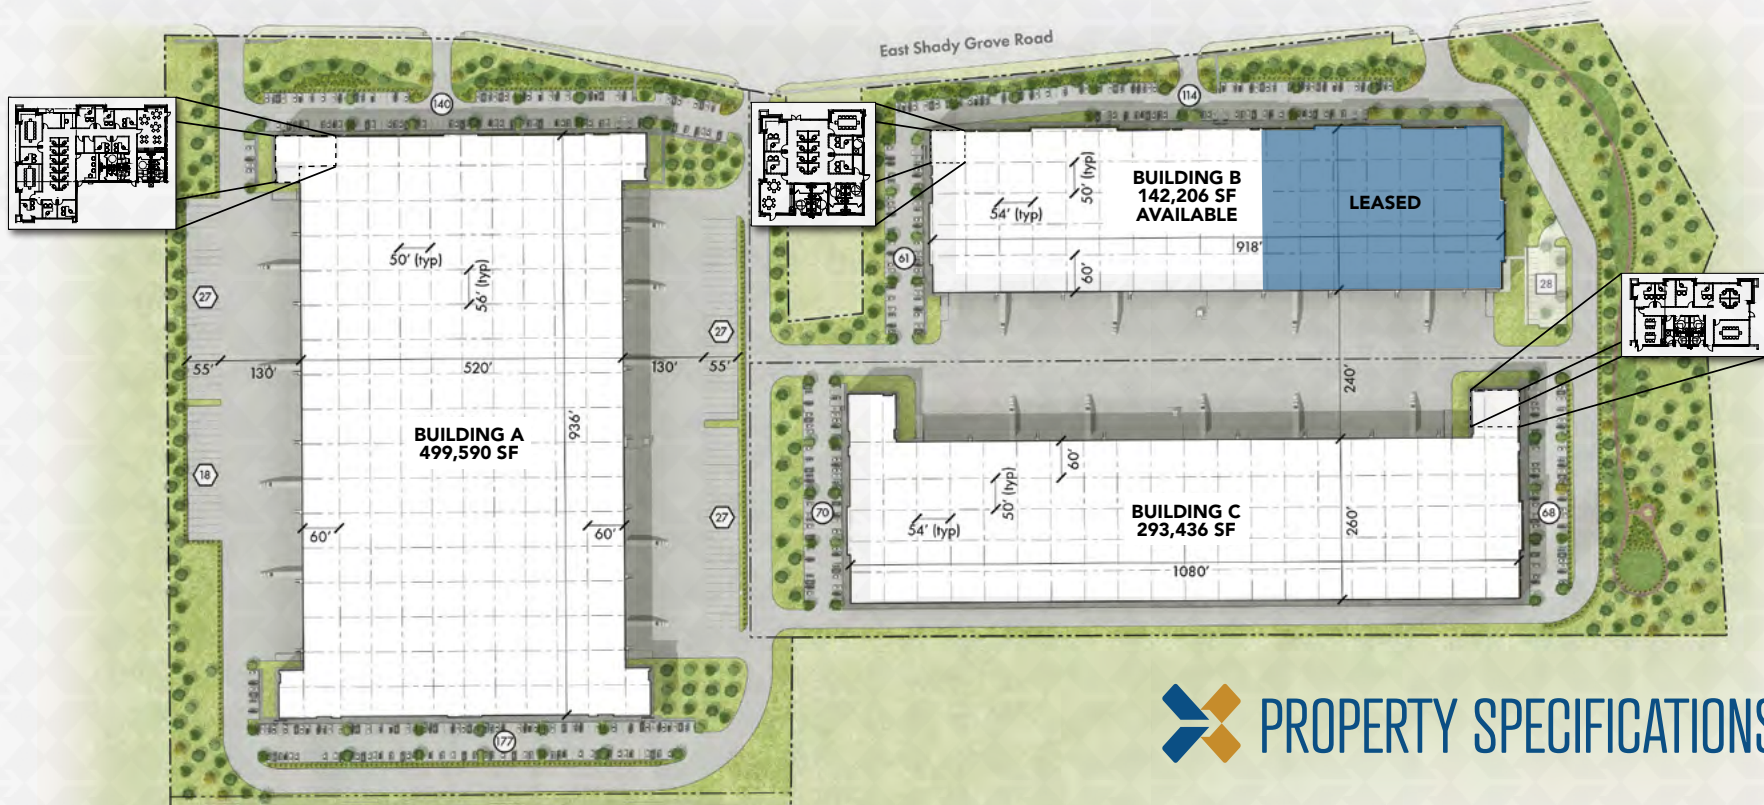 East Shady Grove Road
140
114
50' (typ)
BUILDING B
142,206 SF
AVAILABLE
LEASED
54' (typ)
918'
61
60'
28
50' (typ)
56' (typ)
27
27
55'
130'
520'
130'
55'
240'
936'
BUILDING A
499,590 SF
60'
50' (typ)
18
27
70
54' (typ)
BUILDING C
293,436 SF
260'
68
60'
60'
1080'
177
PROPERTY SPECIFICATIONS